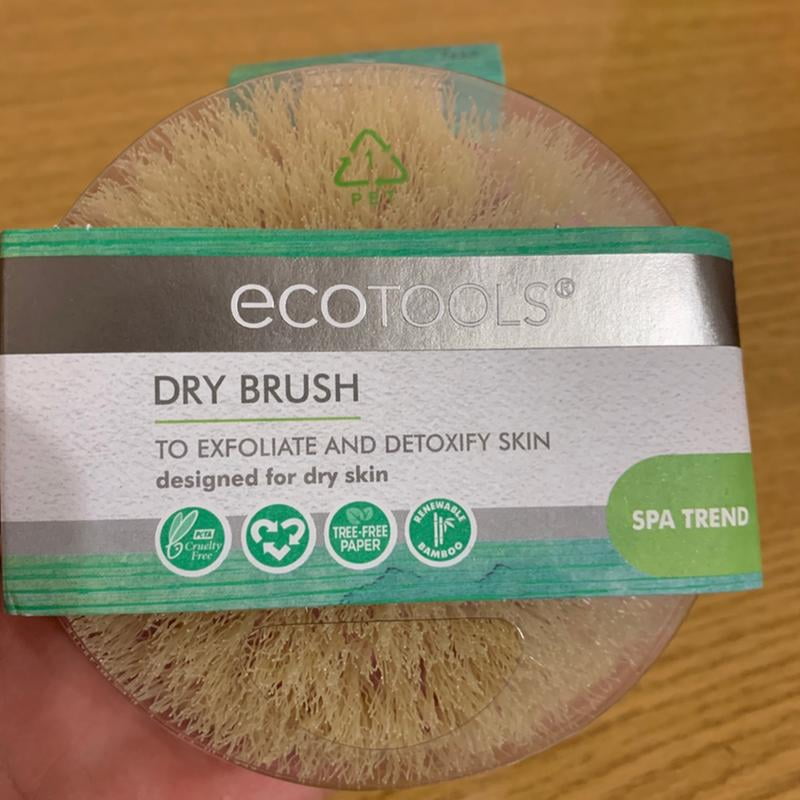 1
PET
ecoTOOLS®
DRY BRUSH
TO EXFOLIATE AND DETOXIFY SKIN
designed for dry skin
PETA
Cruelty
Free
TREE-FREE
PAPER
RENEWABLE
BAMBOO
SPA TREND